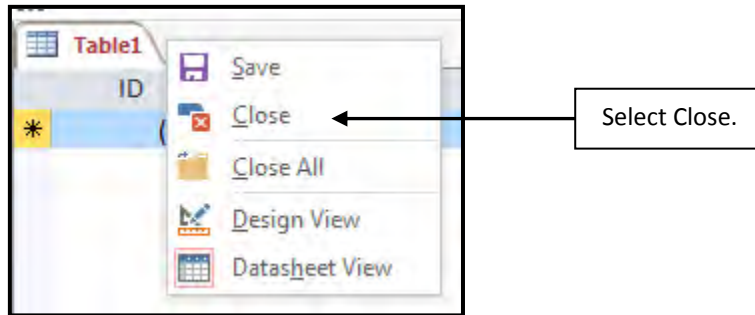 Table1
ID
*
(
Save
Close
Close All
Design View
Datasheet View
Select Close.